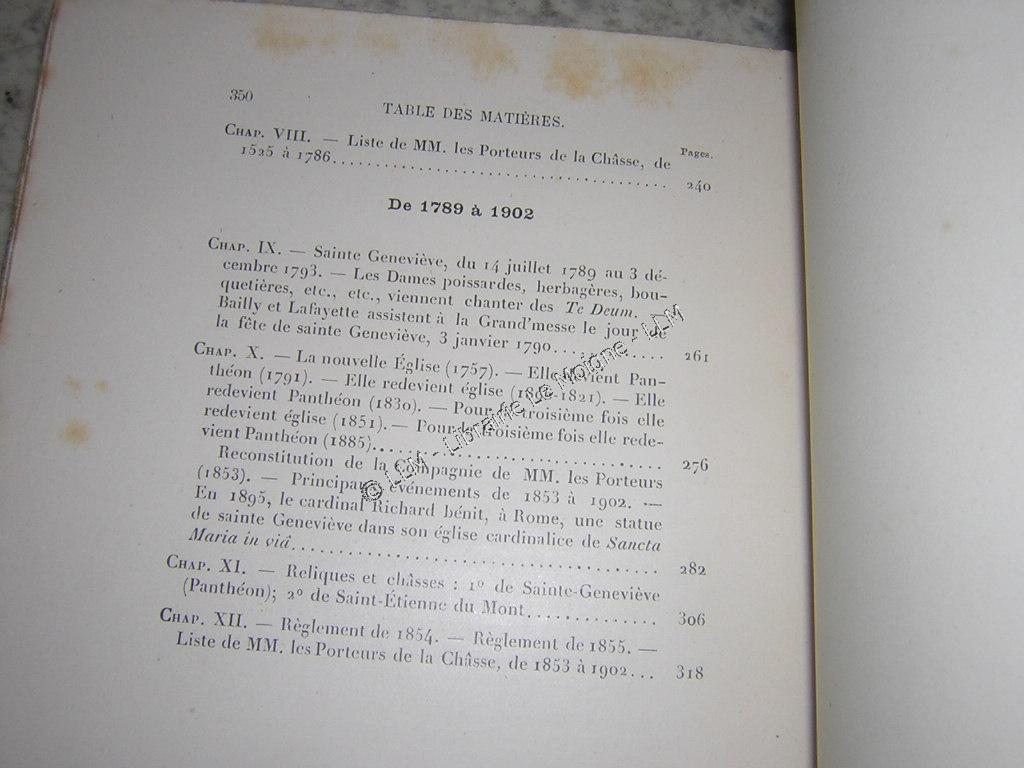 350
TABLE DES MATIÈRES.
Pages.
CHAP. VIII. — Liste de MM. les Porteurs de la Châsse, de
1525 à 1786........................................ 240
De 1789 à 1902
CHAP. IX. — Sainte Geneviève, du 14 juillet 1789 au 3 dé-
cembre 1793. — Les Dames poissardes, herbagères, bou-
quetières, etc., etc., viennent chanter des Te Deum.
Bailly et Lafayette assistent à la Grand'messe le jour de
la fête de sainte Geneviève, 3 janvier 1790............. 261
CHAP. X. — La nouvelle Église (1757). — Elle devient Pan-
théon (1791). — Elle redevient église -1821). — Elle
redevient Panthéon (1830). — Pour la troisième fois elle
redevient église (1851). — Pour la troisième fois elle rede-
vient Panthéon (1885)................................. 276
Reconstitution de la Compagnie de MM. les Porteurs
(1853). — Principaux événements de 1853 à 1902. —
En 1895, le cardinal Richard bénit, à Rome, une statue
de sainte Geneviève dans son église cardinalice de Sancta
Maria in viâ........................................ 282
CHAP. XI. — Reliques et châsses : 1º de Sainte-Geneviève
(Panthéon); 2º de Saint-Étienne du Mont.............. 306
CHAP. XII. — Règlement de 1854. — Règlement de 1855. —
Liste de MM. les Porteurs de la Châsse, de 1853 à 1902... 318
© LLM - Librairie Le Moigne - LLM